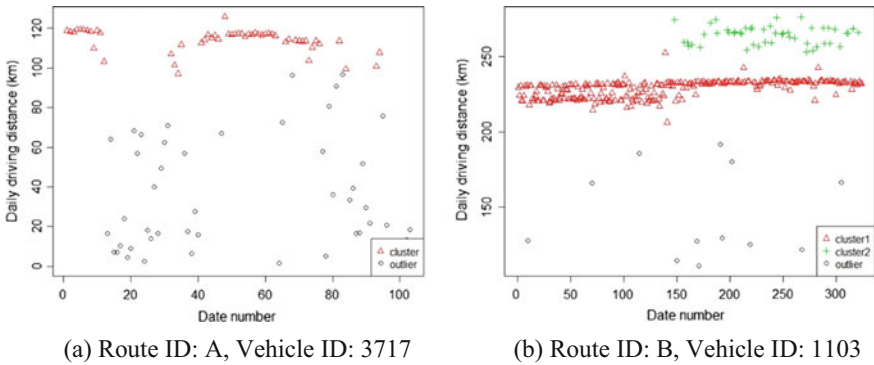 120
100
80
60
40
20
0
Daily driving distance (km)
cluster
outlier
0 20 40 60 80 100
Date number
(a) Route ID: A, Vehicle ID: 3717
250
200
150
Daily driving distance (km)
cluster1
cluster2
outlier
0 50 100 150 200 250 300
Date number
(b) Route ID: B, Vehicle ID: 1103